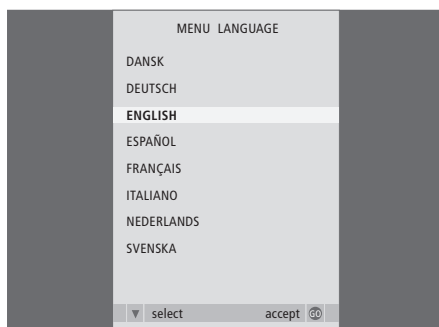 MENU LANGUAGE
DANSK
DEUTSCH
ENGLISH
ESPAÑOL
FRANÇAIS
ITALIANO
NEDERLANDS
SVENSKA
select accept GO